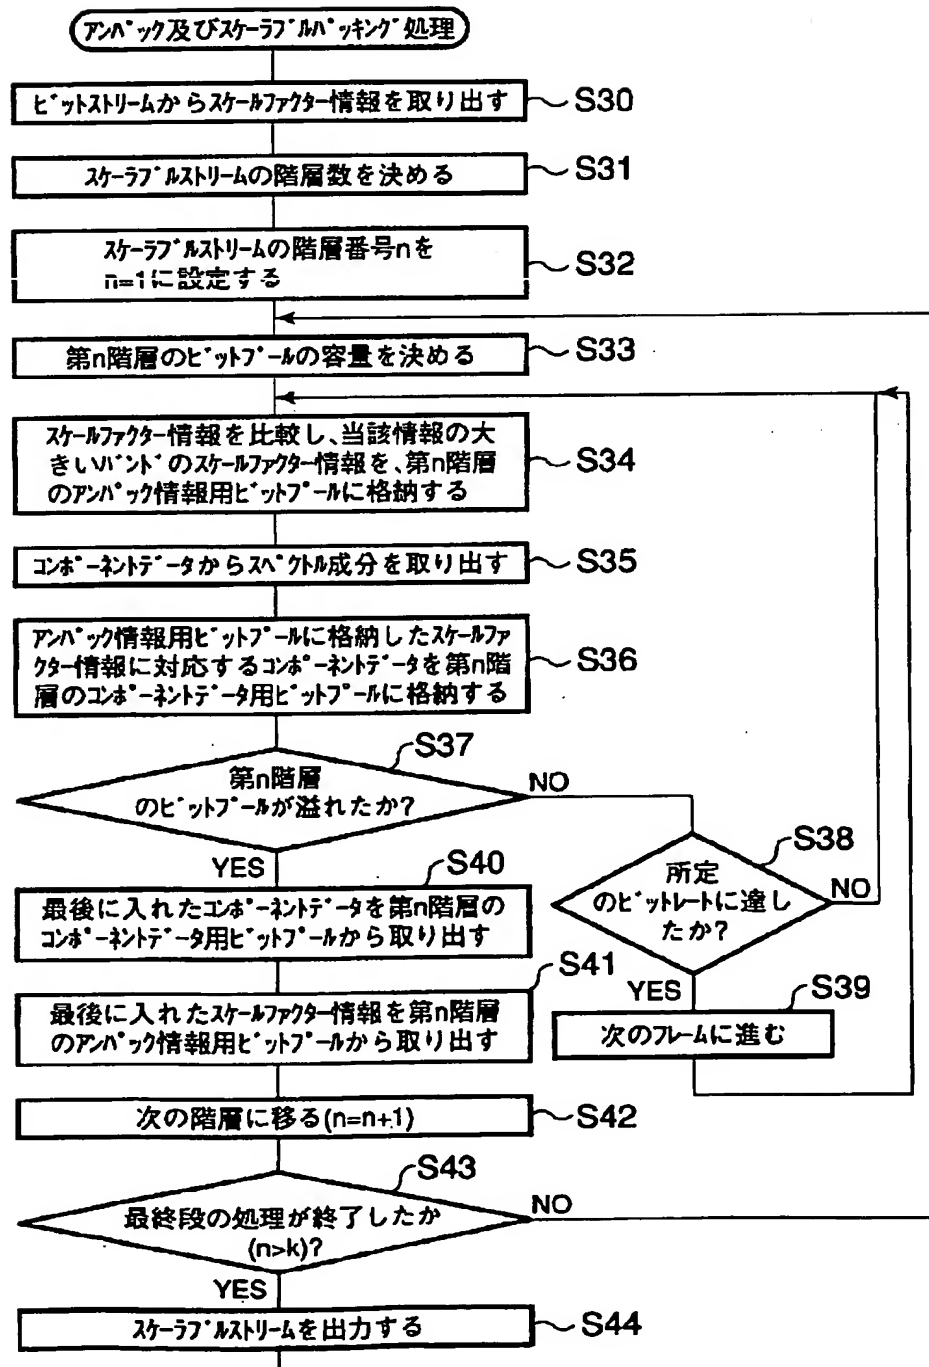 アンパック及びスケーラブルパッキング処理
ビットストリームからスケールファクター情報を取り出す
S30
スケーラブルストリームの階層数を決める
S31
スケーラブルストリームの階層番号nを
n=1に設定する
S32
第n階層のビットプールの容量を決める
S33
スケールファクター情報を比較し、当該情報の大
きいバンドのスケールファクター情報を、第n階層
のアンパック情報用ビットプールに格納する
S34
コンポーネントデータからスペクトル成分を取り出す
S35
アンパック情報用ビットプールに格納したスケールファ
クター情報に対応するコンポーネントデータを第n階
層のコンポーネントデータ用ビットプールに格納する
S36
S37
第n階層
のビットプールが溢れたか?
NO
YES
S38
所定
のビットレートに達し
たか?
NO
YES
S39
次のフレームに進む
S40
最後に入れたコンポーネントデータを第n階層の
コンポーネントデータ用ビットプールから取り出す
S41
最後に入れたスケールファクター情報を第n階層
のアンパック情報用ビットプールから取り出す
次の階層に移る(n=n+1)
S42
S43
最終段の処理が終了したか
(n>k)?
NO
YES
スケーラブルストリームを出力する
S44